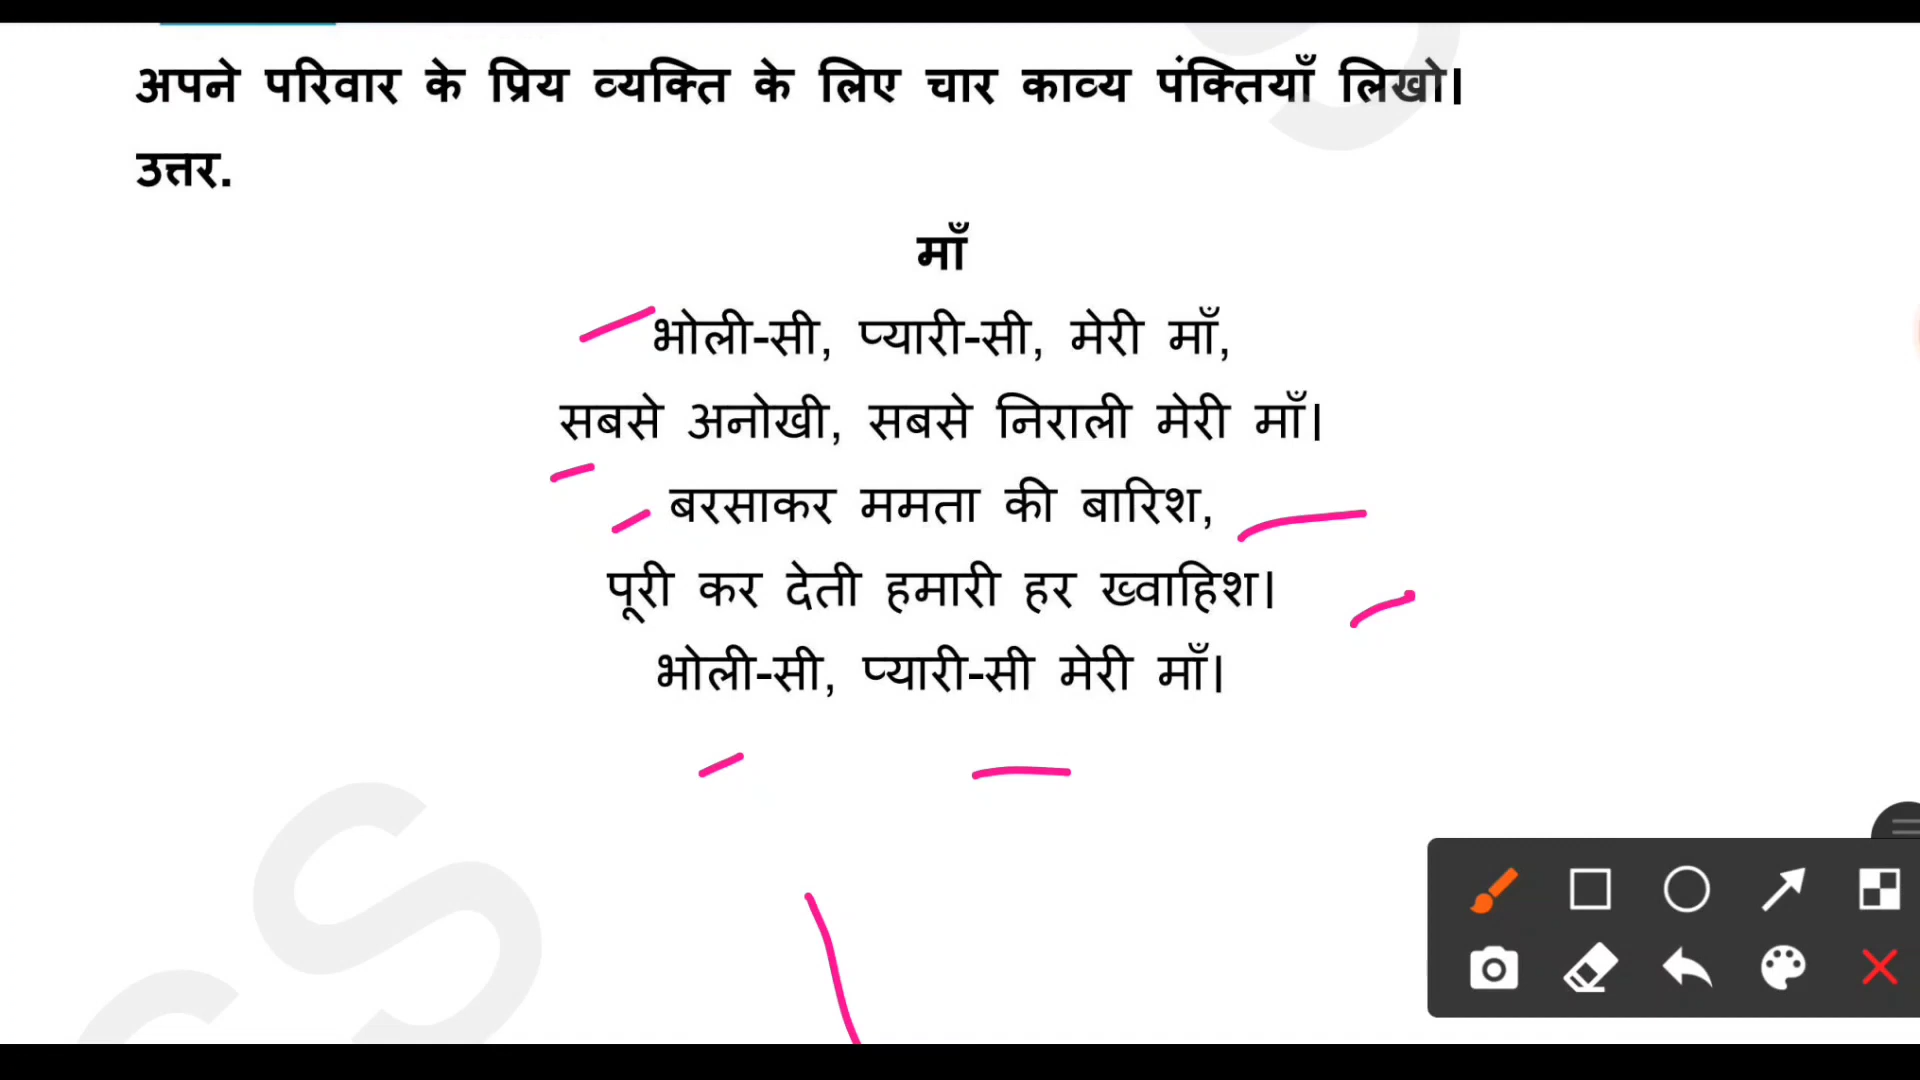 अपने परिवार के प्रिय व्यक्ति के लिए चार काव्य पंक्तियाँ लिखो।
उत्तर.
माँ
भोली-सी, प्यारी-सी, मेरी माँ,
सबसे अनोखी, सबसे निराली मेरी माँ।
बरसाकर ममता की बारिश,
पूरी कर देती हमारी हर ख्वाहिश।
भोली-सी, प्यारी-सी मेरी माँ।